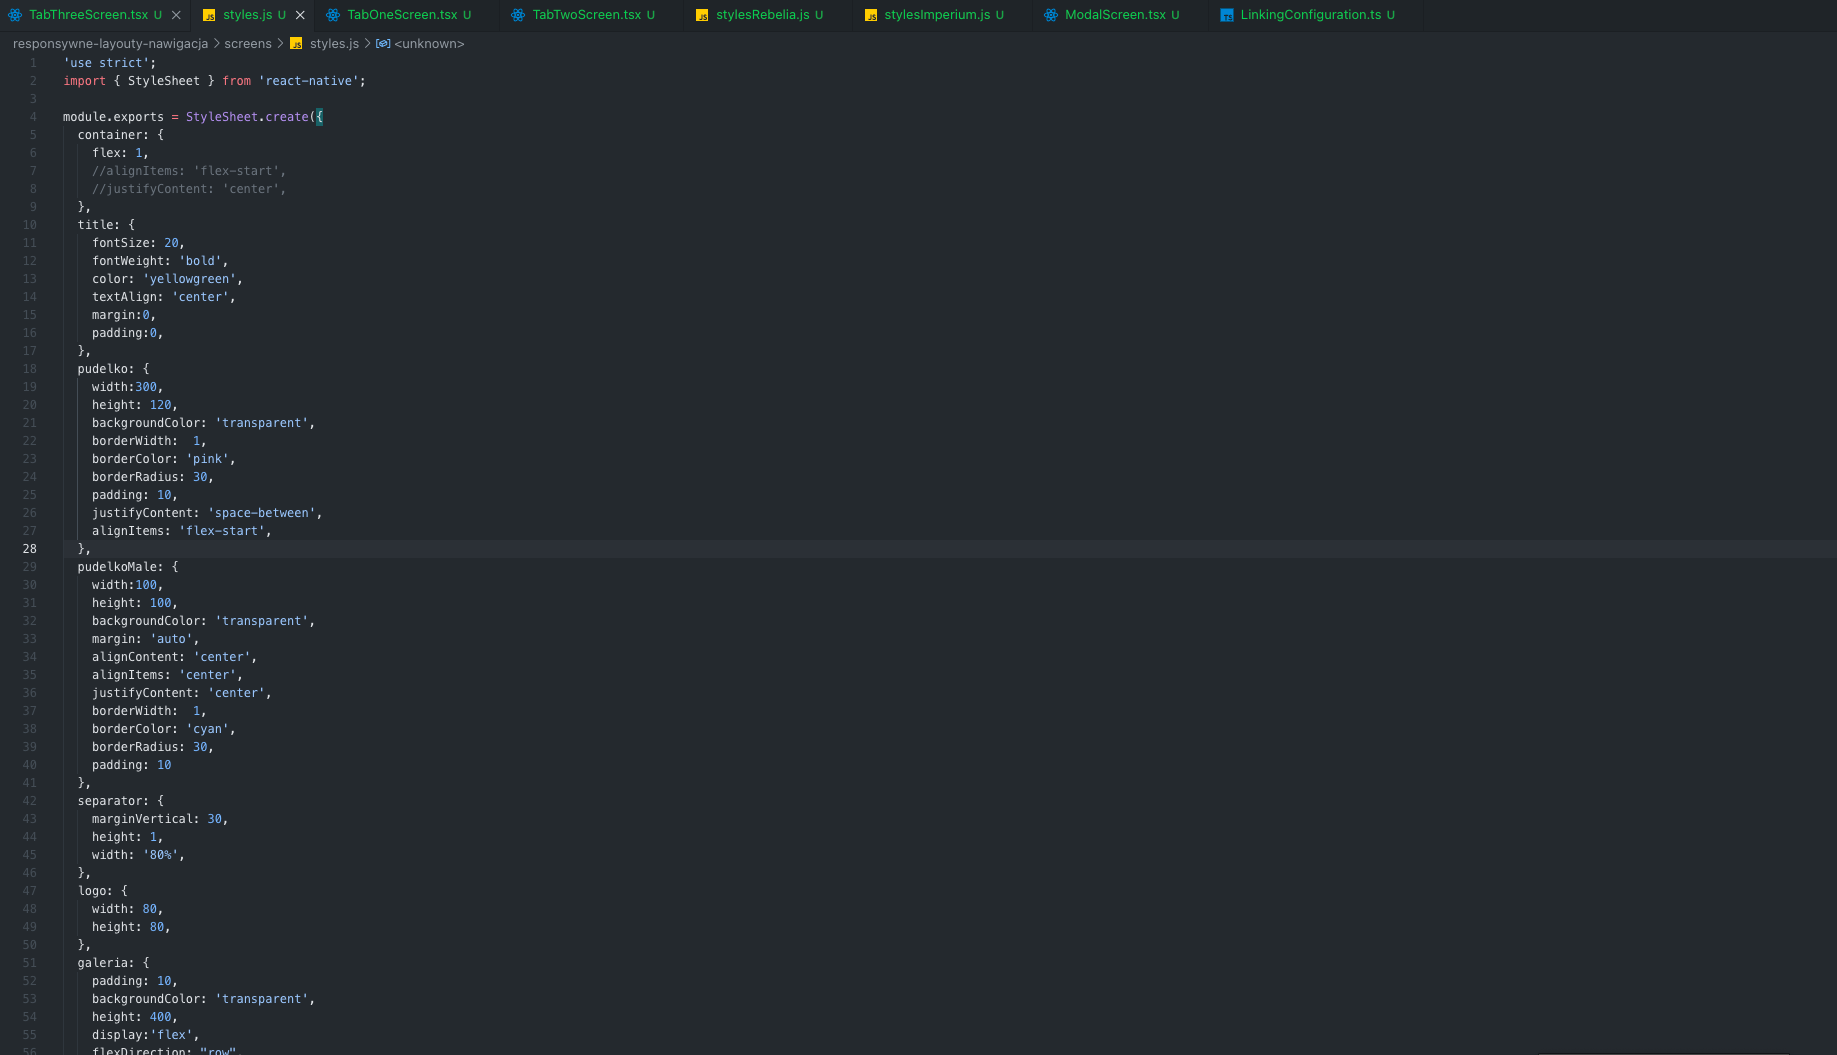 TabThreeScreen.tsx U styles.js U TabOneScreen.tsx U TabTwoScreen.tsx U stylesRebelia.js U stylesImperium.js U ModalScreen.tsx U LinkingConfiguration.ts U
responsywne-layouty-nawigacja > screens > JS styles.js > <unknown>
1 'use strict';
2 import { StyleSheet } from 'react-native';
3
4 module.exports = StyleSheet.create({
5 container: {
6 flex: 1,
7 //alignItems: 'flex-start',
8 //justifyContent: 'center',
9 },
10 title: {
11 fontSize: 20,
12 fontWeight: 'bold',
13 color: 'yellowgreen',
14 textAlign: 'center',
15 margin:0,
16 padding:0,
17 },
18 pudelko: {
19 width:300,
20 height: 120,
21 backgroundColor: 'transparent',
22 borderWidth:  1,
23 borderColor: 'pink',
24 borderRadius: 30,
25 padding: 10,
26 justifyContent: 'space-between',
27 alignItems: 'flex-start',
28 },
29 pudelkoMale: {
30 width:100,
31 height: 100,
32 backgroundColor: 'transparent',
33 margin: 'auto',
34 alignContent: 'center',
35 alignItems: 'center',
36 justifyContent: 'center',
37 borderWidth:  1,
38 borderColor: 'cyan',
39 borderRadius: 30,
40 padding: 10
41 },
42 separator: {
43 marginVertical: 30,
44 height: 1,
45 width: '80%',
46 },
47 logo: {
48 width: 80,
49 height: 80,
50 },
51 galeria: {
52 padding: 10,
53 backgroundColor: 'transparent',
54 height: 400,
55 display:'flex',
56 flexDirection: "row",